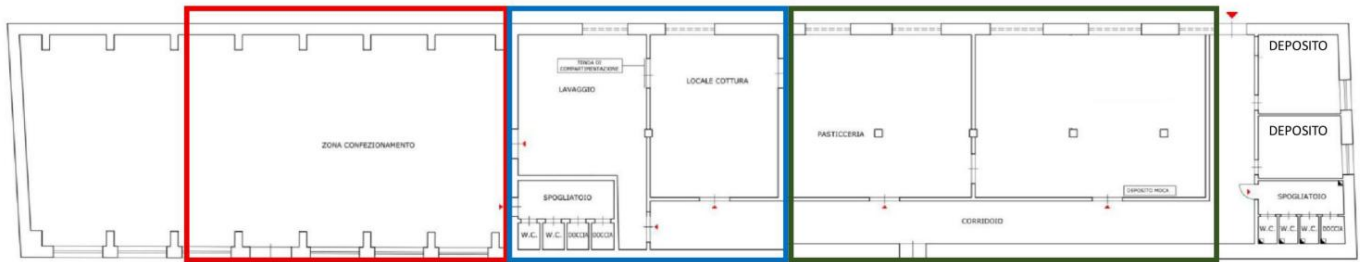 ZONA CONFEZIONAMENTO
TENDA DI
COMPARTIMENTAZIONE
LAVAGGIO
LOCALE COTTURA
SPOGLIATOIO
W.C. W.C. DOCCIA DOCCIA
PASTICCERIA
DEPOSITO MOCA
CORRIDOIO
DEPOSITO
DEPOSITO
SPOGLIATOIO
W.C. W.C. W.C. DOCCIA